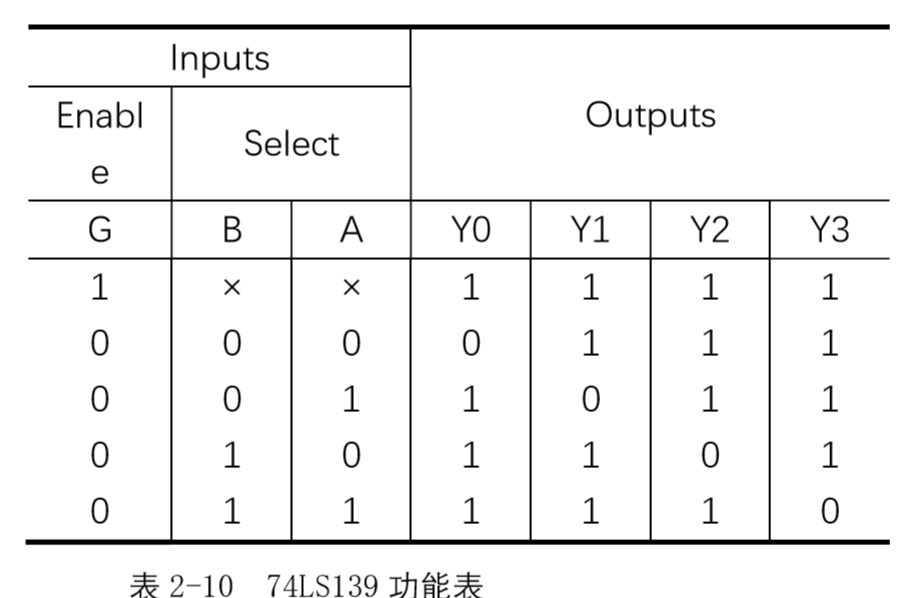 Inputs
Outputs
Enabl
e
Select
G B A Y0 Y1 Y2 Y3
1 × × 1 1 1 1
0 0 0 0 1 1 1
0 0 1 1 0 1 1
0 1 0 1 1 0 1
0 1 1 1 1 1 0
表 2-10 74LS139 功能表